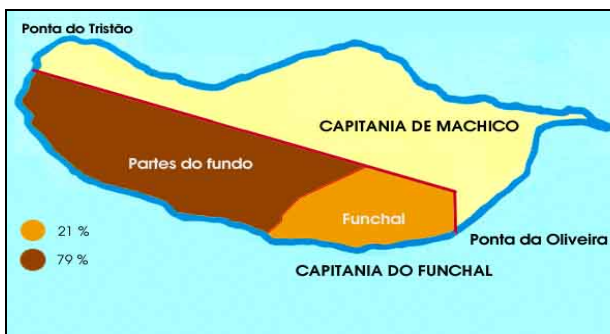 Ponta do Tristão
CAPITANIA DE MACHICO
Partes do fundo
Funchal
21 %
Ponta da Oliveira
79 %
CAPITANIA DO FUNCHAL